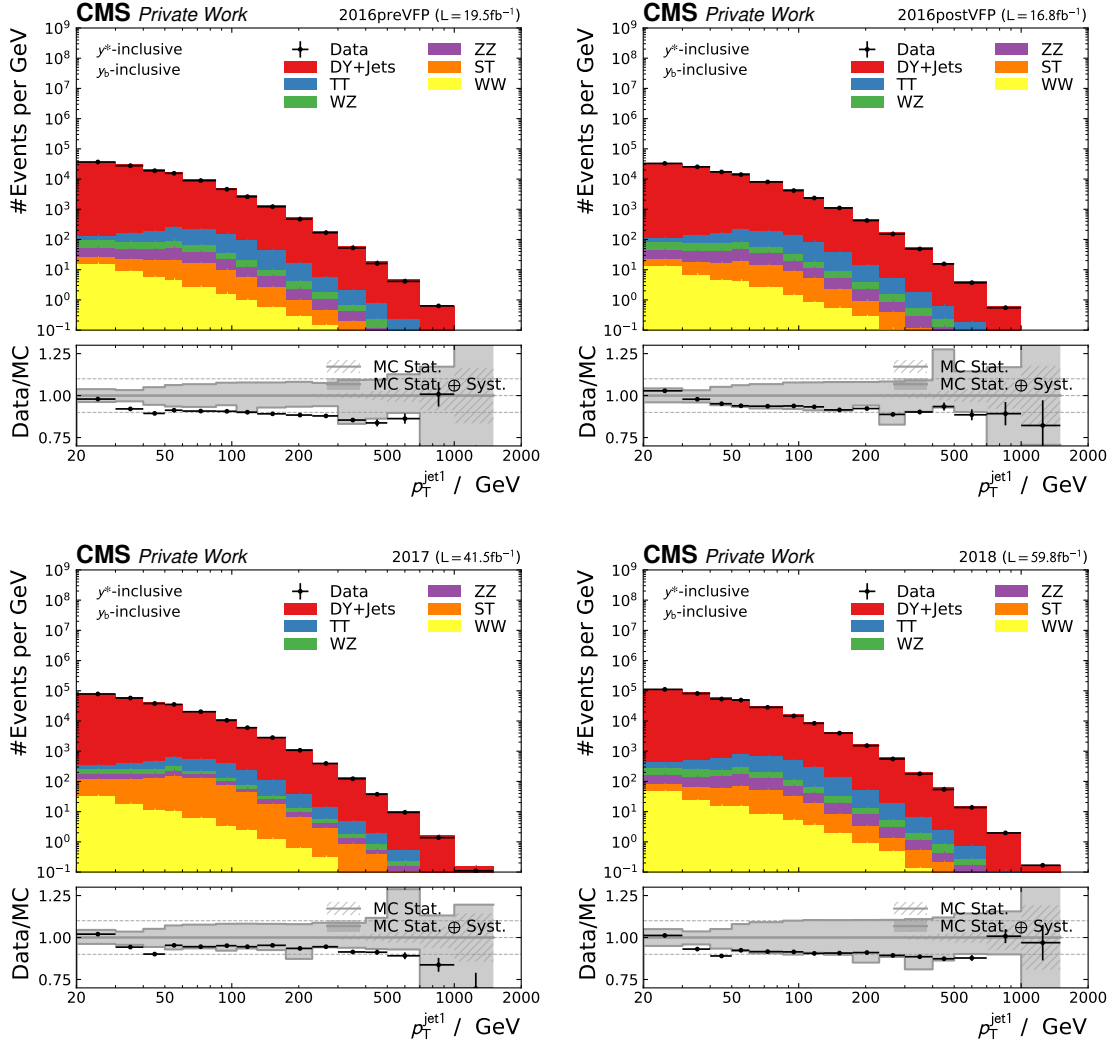 CMS Private Work 2016preVFP (L = 19.5fb⁻¹)
y*-inclusive
y_b-inclusive
Data
DY+Jets
TT
WZ
ZZ
ST
WW
#Events per GeV
10⁹
10⁸
10⁷
10⁶
10⁵
10⁴
10³
10²
10¹
10⁰
10⁻¹
MC Stat.
MC Stat. ⊕ Syst.
Data/MC
1.25
1.00
0.75
20 50 100 200 500 1000 2000
p_T^jet1 / GeV
CMS Private Work 2016postVFP (L = 16.8fb⁻¹)
y*-inclusive
y_b-inclusive
Data
DY+Jets
TT
WZ
ZZ
ST
WW
#Events per GeV
10⁹
10⁸
10⁷
10⁶
10⁵
10⁴
10³
10²
10¹
10⁰
10⁻¹
MC Stat.
MC Stat. ⊕ Syst.
Data/MC
1.25
1.00
0.75
20 50 100 200 500 1000 2000
p_T^jet1 / GeV
CMS Private Work 2017 (L = 41.5fb⁻¹)
y*-inclusive
y_b-inclusive
Data
DY+Jets
TT
WZ
ZZ
ST
WW
#Events per GeV
10⁹
10⁸
10⁷
10⁶
10⁵
10⁴
10³
10²
10¹
10⁰
10⁻¹
MC Stat.
MC Stat. ⊕ Syst.
Data/MC
1.25
1.00
0.75
20 50 100 200 500 1000 2000
p_T^jet1 / GeV
CMS Private Work 2018 (L = 59.8fb⁻¹)
y*-inclusive
y_b-inclusive
Data
DY+Jets
TT
WZ
ZZ
ST
WW
#Events per GeV
10⁹
10⁸
10⁷
10⁶
10⁵
10⁴
10³
10²
10¹
10⁰
10⁻¹
MC Stat.
MC Stat. ⊕ Syst.
Data/MC
1.25
1.00
0.75
20 50 100 200 500 1000 2000
p_T^jet1 / GeV